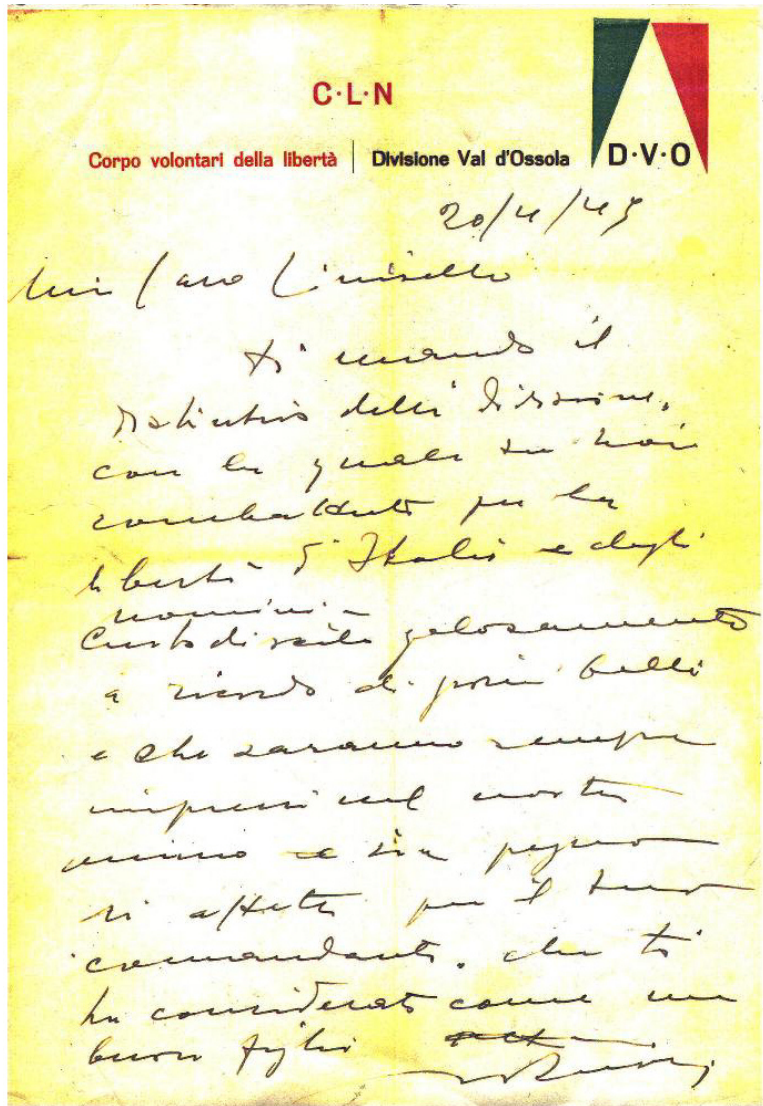 C·L·N
Corpo volontari della libertà | Divisione Val d'Ossola
D·V·O
20/4/45
Mio Caro Cinisello
ti mando il
distintivo della divisione,
con la quale tu hai
combattuto per la
libertà d'Italia e degli
uomini -
Custodiscilo gelosamente
a ricordo di giorni belli
e che saranno sempre
impressi nel nostro
animo e sia pegno
di affetto per il tuo
comandante, che ti
ha considerato come un
buon figlio